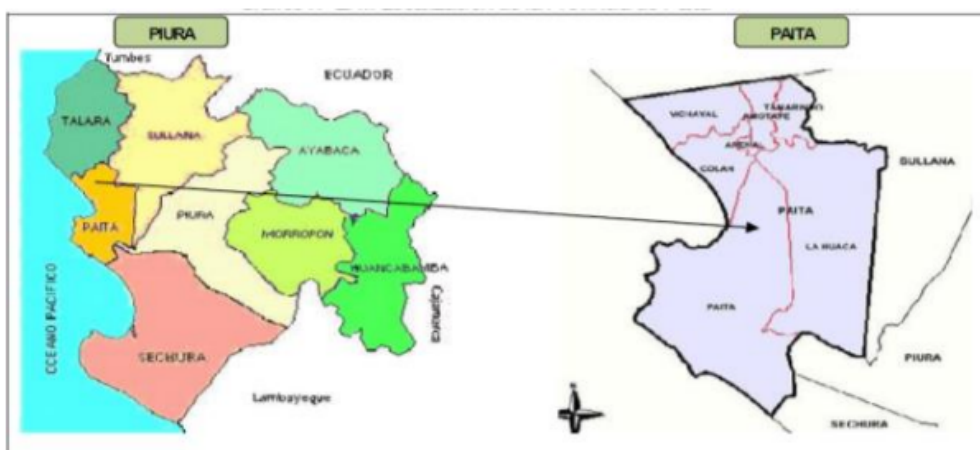 PIURA
PAITA
Tumbes
ECUADOR
TALARA
SULLANA
AYABACA
PAITA
PIURA
MORROPON
HUANCABAMBA
OCEANO PACIFICO
Cajamarca
SECHURA
Lambayeque
VICHAYAL
TAMARINDO
AMOTAPE
ARENAL
COLAN
SULLANA
PAITA
LA HUACA
PAITA
PIURA
SECHURA